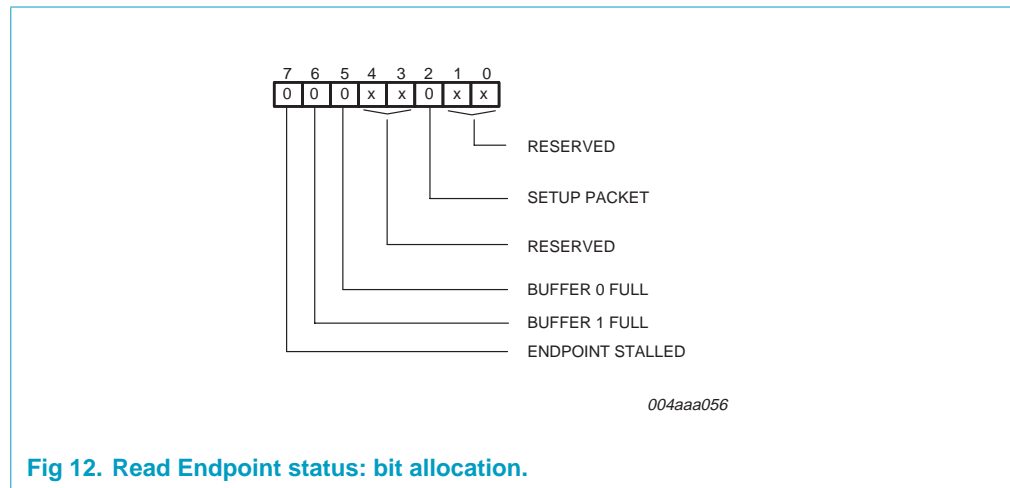 7 6 5 4 3 2 1 0
0 0 0 x x 0 x x
RESERVED
SETUP PACKET
RESERVED
BUFFER 0 FULL
BUFFER 1 FULL
ENDPOINT STALLED
004aaa056
Fig 12. Read Endpoint status: bit allocation.